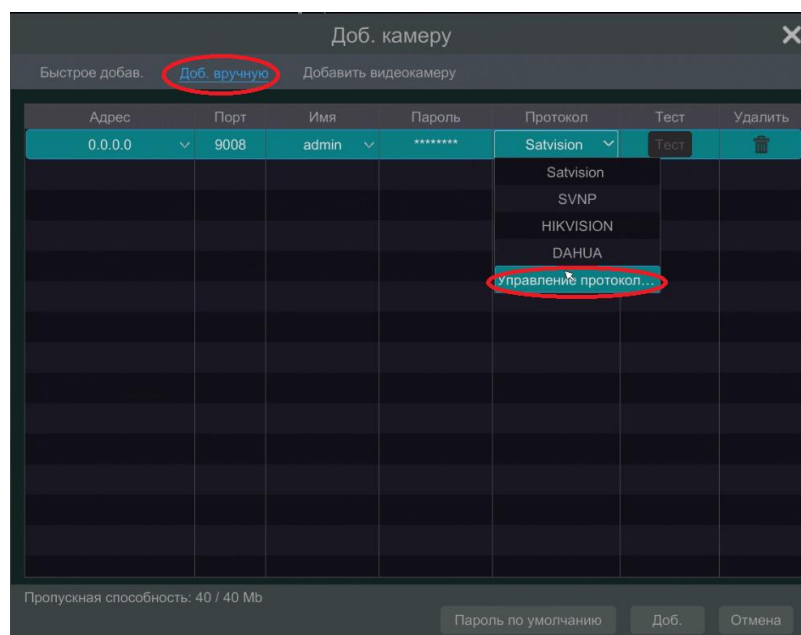 Доб. камеру
Быстрое добав. Доб. вручную Добавить видеокамеру
Адрес Порт Имя Пароль Протокол Тест Удалить
0.0.0.0 9008 admin ******** Satvision Тест
Satvision
SVNP
HIKVISION
DAHUA
Управление протокол...
Пропускная способность: 40 / 40 Mb
Пароль по умолчанию Доб. Отмена